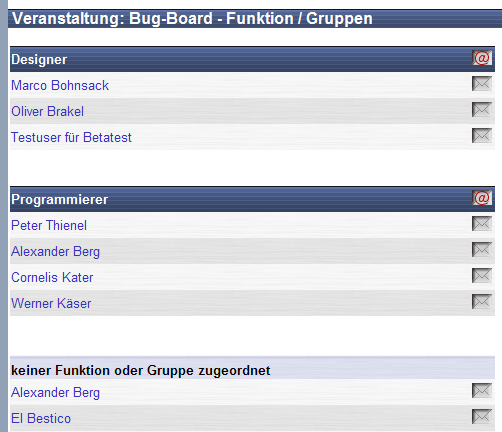 Veranstaltung: Bug-Board - Funktion / Gruppen
Designer @
Marco Bohnsack
Oliver Brakel
Testuser für Betatest
Programmierer @
Peter Thienel
Alexander Berg
Cornelis Kater
Werner Käser
keiner Funktion oder Gruppe zugeordnet
Alexander Berg
El Bestico